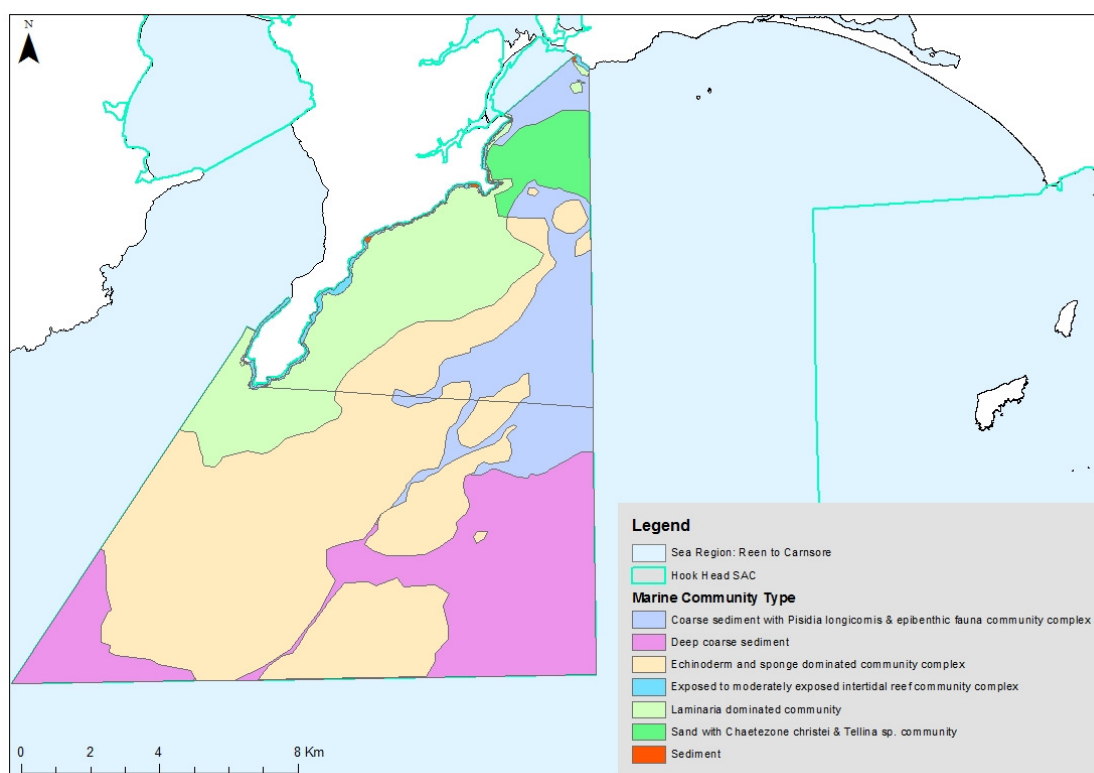 N
Legend
Sea Region: Reen to Carnsore
Hook Head SAC
Marine Community Type
Coarse sediment with Pisidia longicornis & epibenthic fauna community complex
Deep coarse sediment
Echinoderm and sponge dominated community complex
Exposed to moderately exposed intertidal reef community complex
Laminaria dominated community
Sand with Chaetezone christei & Tellina sp. community
Sediment
0 2 4 8 Km